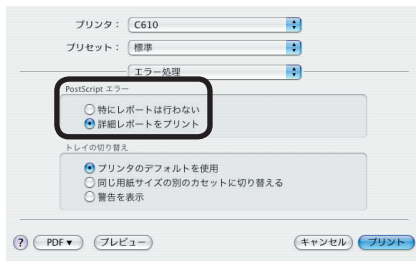 プリンタ： C610
プリセット： 標準
エラー処理
PostScript エラー
特にレポートは行わない
詳細レポートをプリント
トレイの切り替え
プリンタのデフォルトを使用
同じ用紙サイズの別のカセットに切り替える
警告を表示
? PDF▼ プレビュー キャンセル プリント